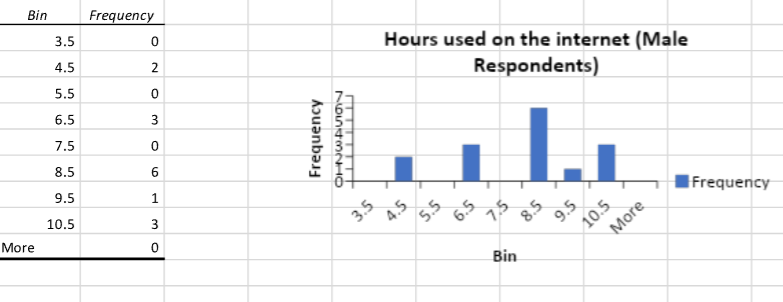 Bin Frequency
3.5 0
4.5 2
5.5 0
6.5 3
7.5 0
8.5 6
9.5 1
10.5 3
More 0
Hours used on the internet (Male
Respondents)
Frequency
7
6
5
4
3
2
1
0
3.5 4.5 5.5 6.5 7.5 8.5 9.5 10.5 More
Bin
Frequency